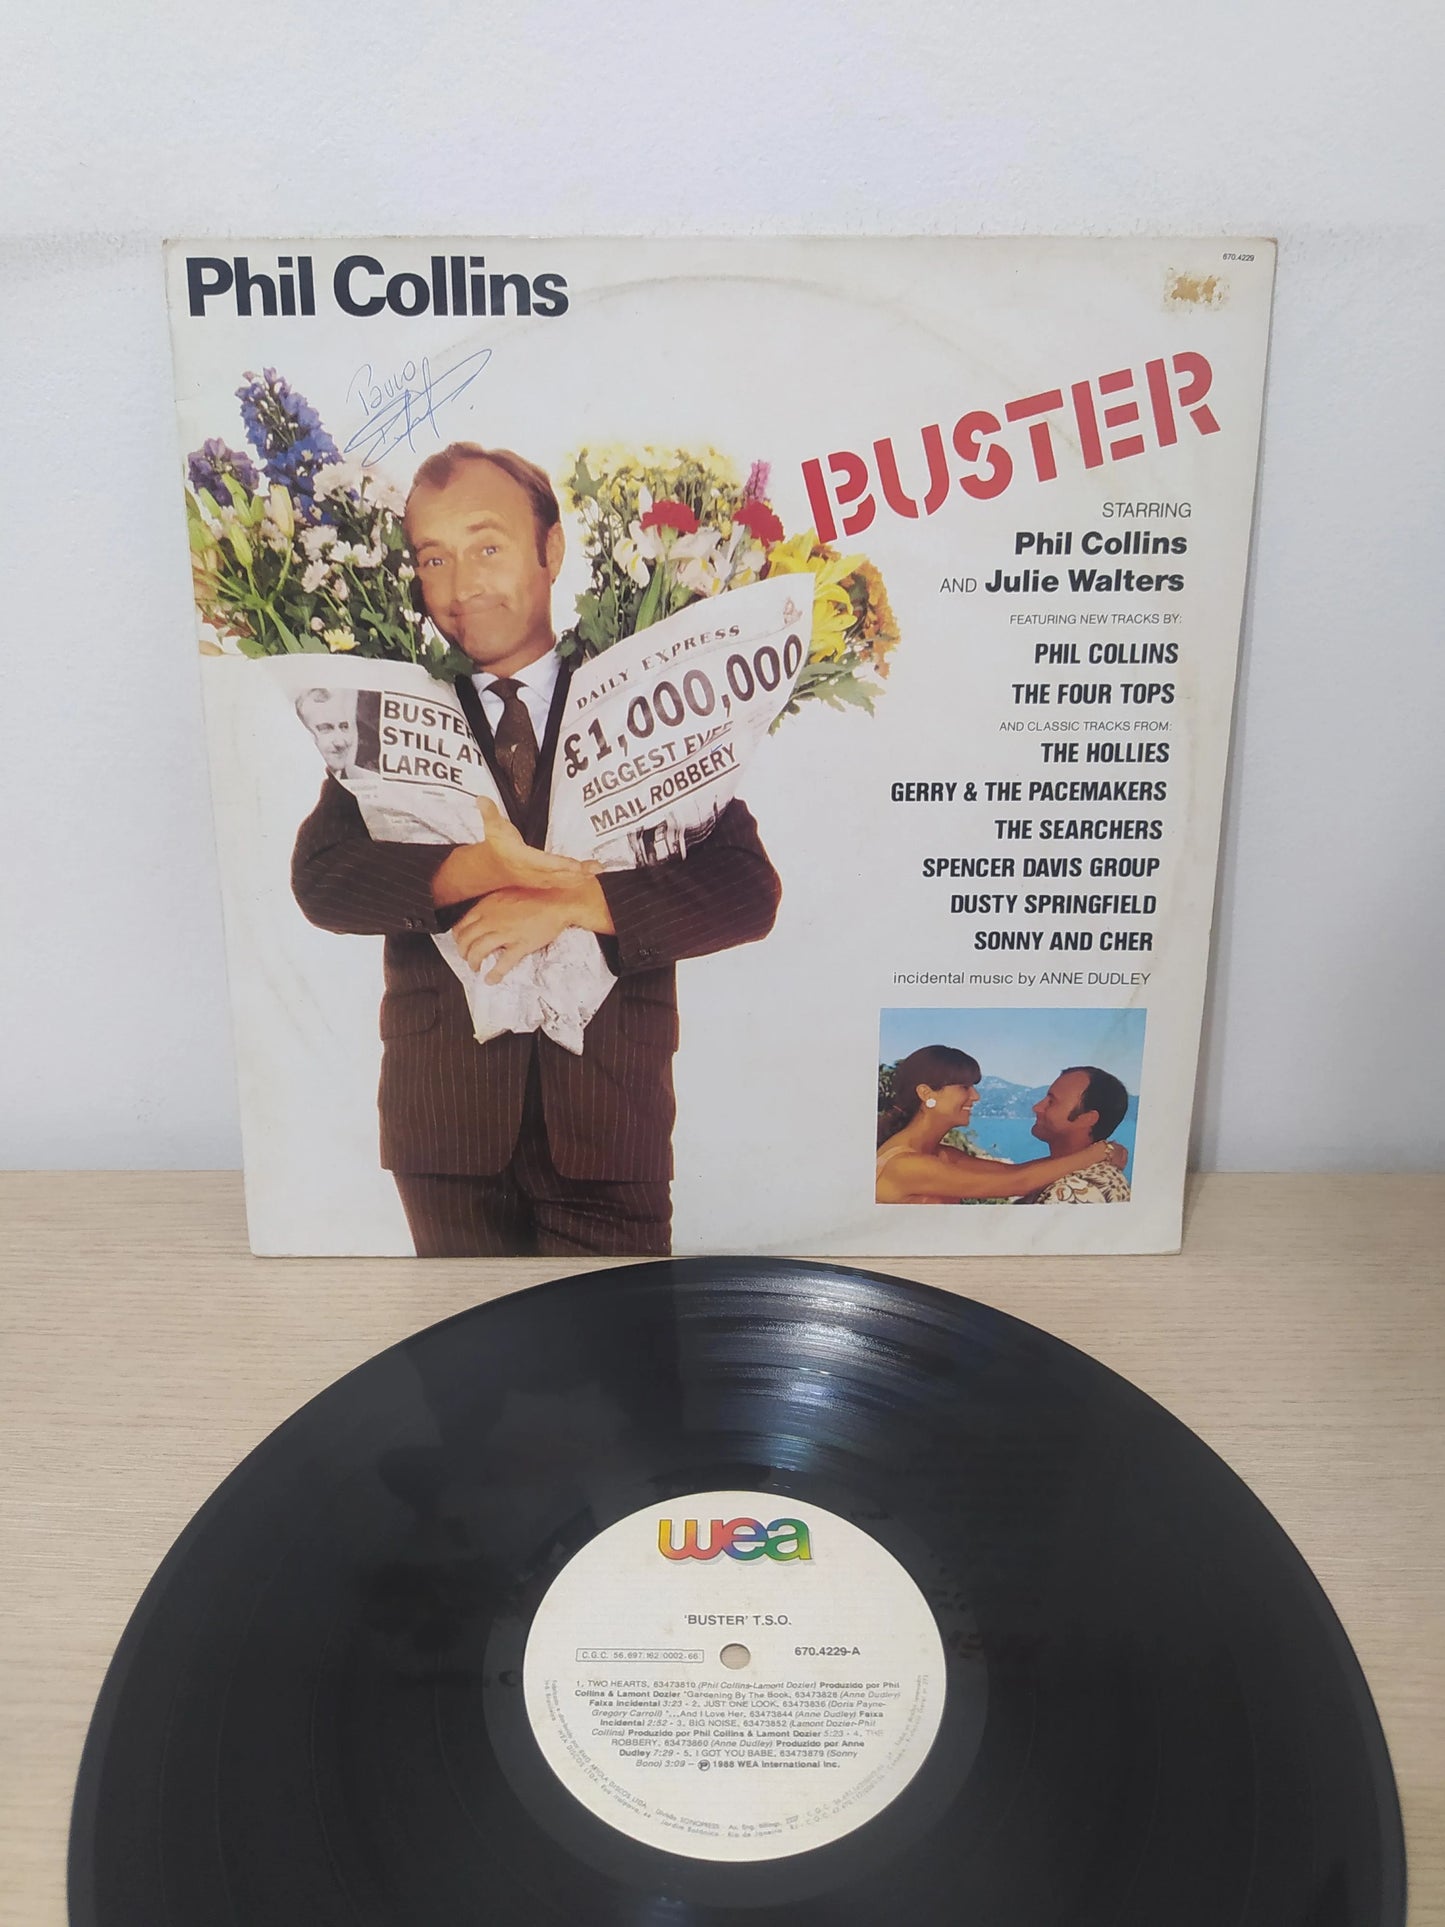 Phil Collins
670.4229
Paulo
BUSTER
STARRING
Phil Collins
AND Julie Walters
FEATURING NEW TRACKS BY:
PHIL COLLINS
THE FOUR TOPS
AND CLASSIC TRACKS FROM:
THE HOLLIES
GERRY & THE PACEMAKERS
THE SEARCHERS
SPENCER DAVIS GROUP
DUSTY SPRINGFIELD
SONNY AND CHER
incidental music by ANNE DUDLEY
BUSTER
STILL AT
LARGE
DAILY EXPRESS
£1,000,000
BIGGEST EVER
MAIL ROBBERY
wea
'BUSTER' T.S.O.
C.G.C. 56.697.162/0002-66
670.4229-A
1. TWO HEARTS, 63473810 (Phil Collins-Lamont Dozier) Produzido por Phil
Collins & Lamont Dozier "Gardening By The Book, 63473828 (Anne Dudley)
Faixa Incidental 3:23 - 2. JUST ONE LOOK, 63473836 (Doris Payne-
Gregory Carroll) "...And I Love Her, 63473844 (Anne Dudley) Faixa
Incidental 2:52 - 3. BIG NOISE, 63473852 (Lamont Dozier-Phil
Collins) Produzido por Phil Collins & Lamont Dozier 5:23 - 4. THE
ROBBERY, 63473860 (Anne Dudley) Produzido por Anne
Dudley 7:29 - 5. I GOT YOU BABE, 63473879 (Sonny
Bono) 3:09 - ℗ 1988 WEA International Inc.